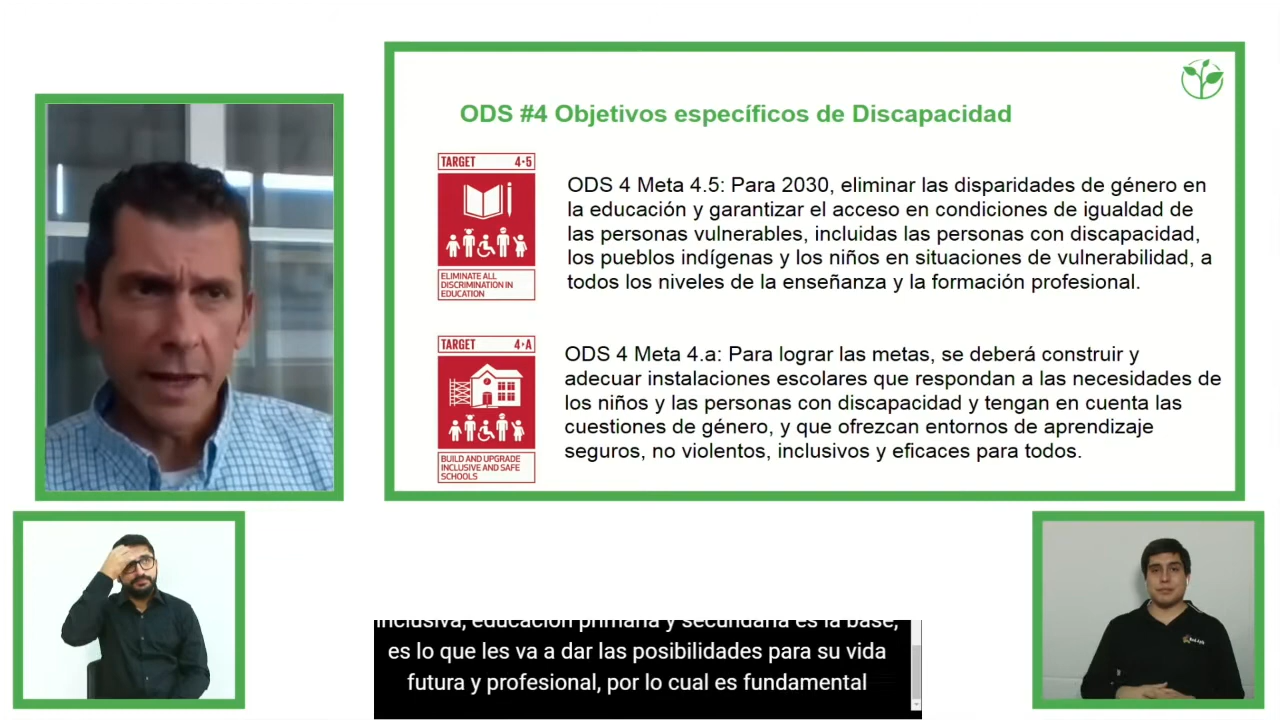 ODS #4 Objetivos específicos de Discapacidad
TARGET 4·5
ELIMINATE ALL
DISCRIMINATION IN
EDUCATION
ODS 4 Meta 4.5: Para 2030, eliminar las disparidades de género en
la educación y garantizar el acceso en condiciones de igualdad de
las personas vulnerables, incluidas las personas con discapacidad,
los pueblos indígenas y los niños en situaciones de vulnerabilidad, a
todos los niveles de la enseñanza y la formación profesional.
TARGET 4·A
BUILD AND UPGRADE
INCLUSIVE AND SAFE
SCHOOLS
ODS 4 Meta 4.a: Para lograr las metas, se deberá construir y
adecuar instalaciones escolares que respondan a las necesidades de
los niños y las personas con discapacidad y tengan en cuenta las
cuestiones de género, y que ofrezcan entornos de aprendizaje
seguros, no violentos, inclusivos y eficaces para todos.
inclusiva, educación primaria y secundaria es la base,
es lo que les va a dar las posibilidades para su vida
futura y profesional, por lo cual es fundamental